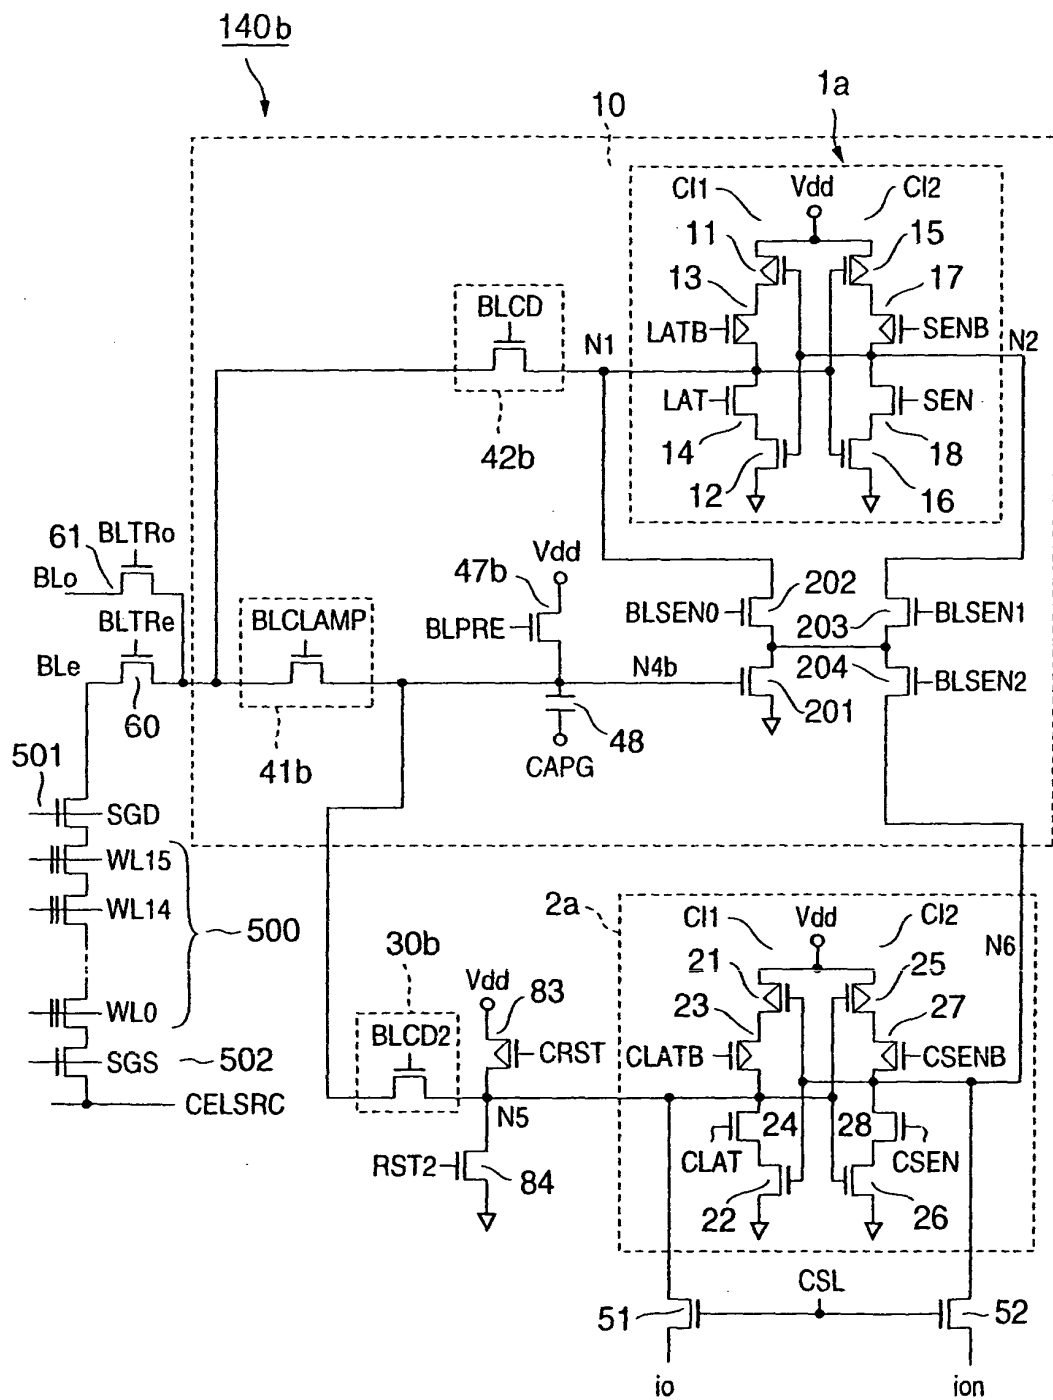 140b
1a
10
CI1
Vdd
CI2
11
15
13
17
BLCD
LATB
SENB
N1
N2
LAT
SEN
42b
14
18
12
16
BLTRo
61
Vdd
47b
BLo
202
BLTRe
BLCLAMP
BLPRE
BLSEN0
203
BLSEN1
BLe
N4b
204
BLSEN2
60
201
48
501
41b
CAPG
SGD
WL15
WL14
500
2a
CI1
Vdd
CI2
N6
30b
21
25
Vdd
83
23
27
WL0
BLCD2
CRST
CLATB
CSENB
SGS
502
CELSRC
N5
24
28
CLAT
CSEN
RST2
84
22
26
CSL
51
52
io
ion